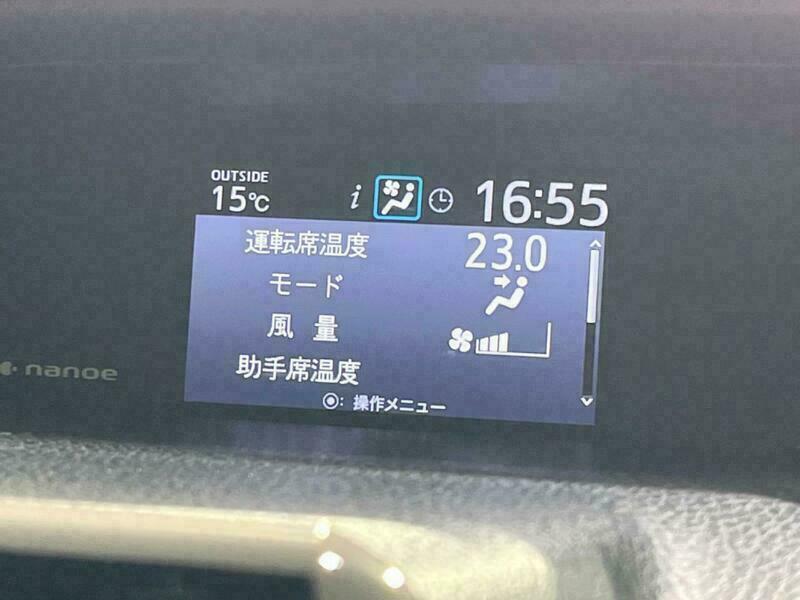 OUTSIDE
15℃ i 16:55
運転席温度 23.0
モード
風 量
助手席温度
nanoe
◉: 操作メニュー